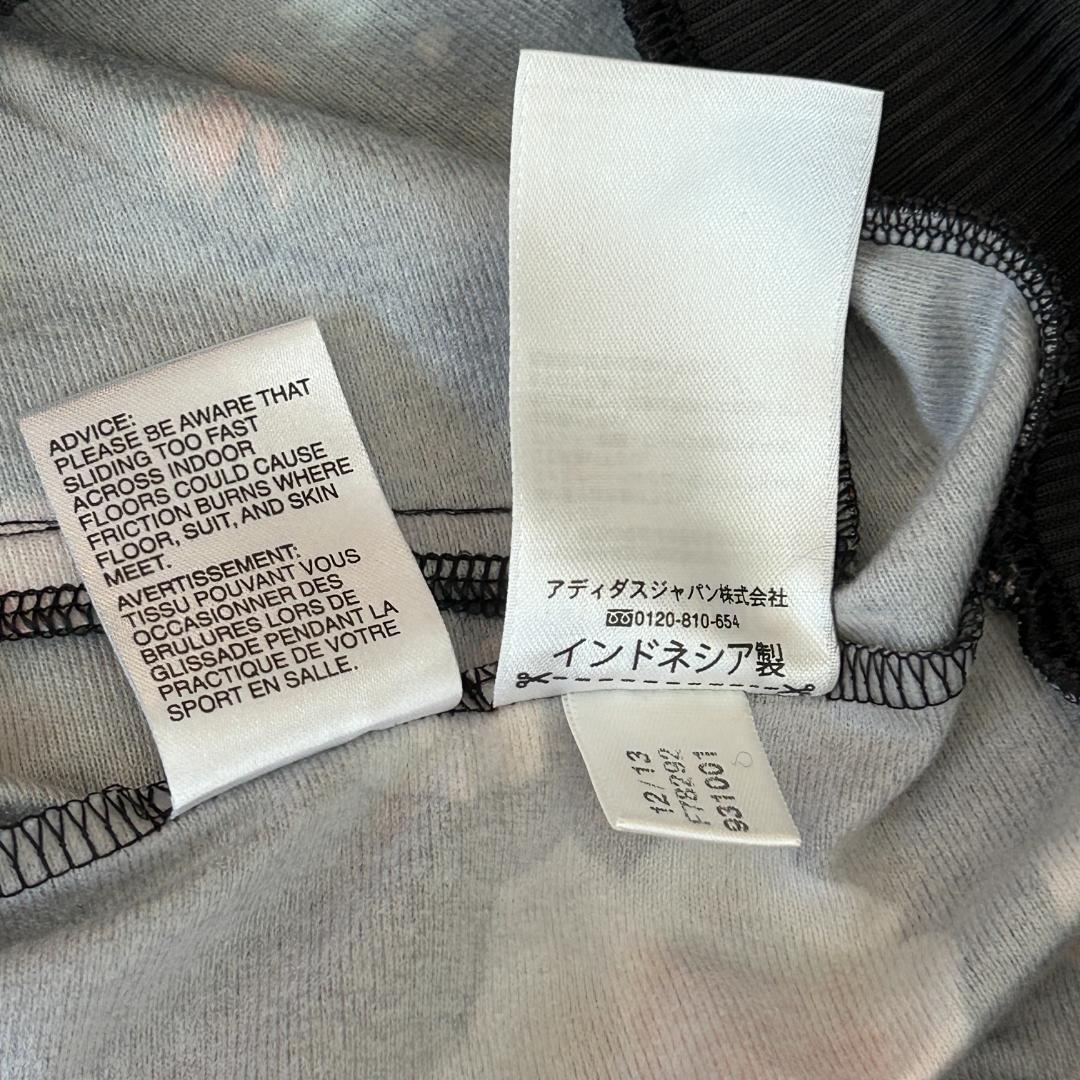 ADVICE:
PLEASE BE AWARE THAT
SLIDING TOO FAST
ACROSS INDOOR
FLOORS COULD CAUSE
FRICTION BURNS WHERE
FLOOR, SUIT, AND SKIN
MEET.
AVERTISSEMENT:
TISSU POUVANT VOUS
OCCASIONNER DES
BRULURES LORS DE
GLISSADE PENDANT LA
PRACTIQUE DE VOTRE
SPORT EN SALLE.
アディダスジャパン株式会社
0120-810-654
インドネシア製
12/13
F78292
931001